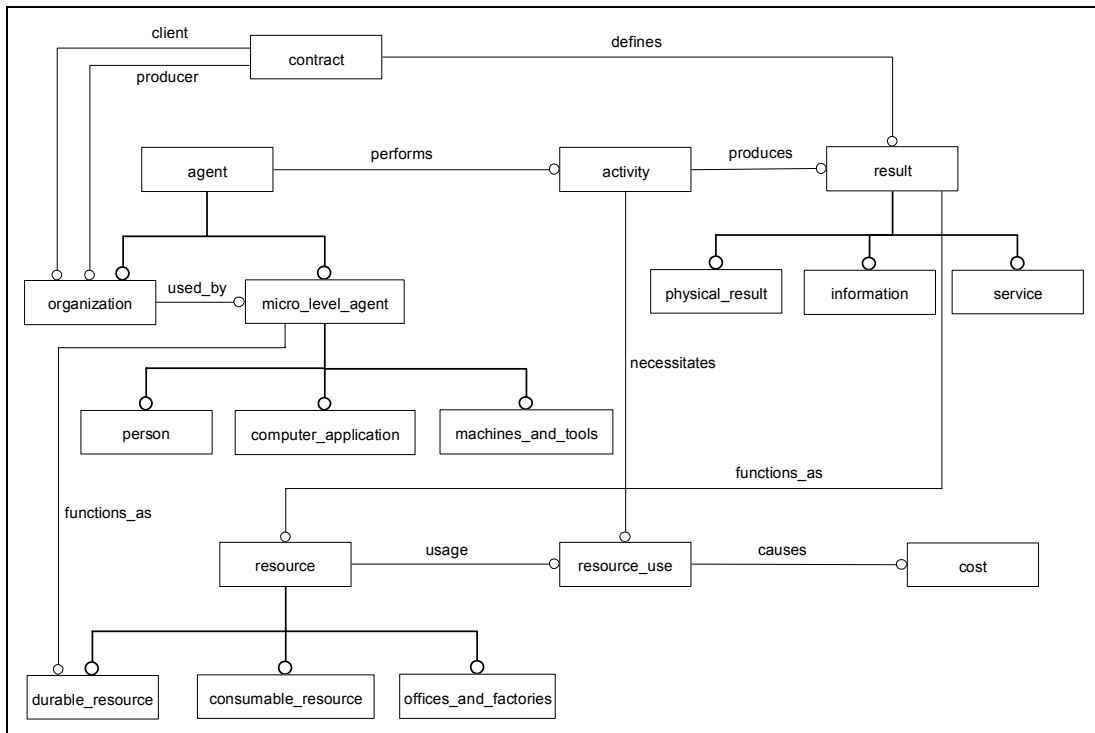 client
defines
contract
producer
performs
produces
agent
activity
result
used_by
organization
micro_level_agent
physical_result
information
service
necessitates
person
computer_application
machines_and_tools
functions_as
functions_as
usage
causes
resource
resource_use
cost
durable_resource
consumable_resource
offices_and_factories